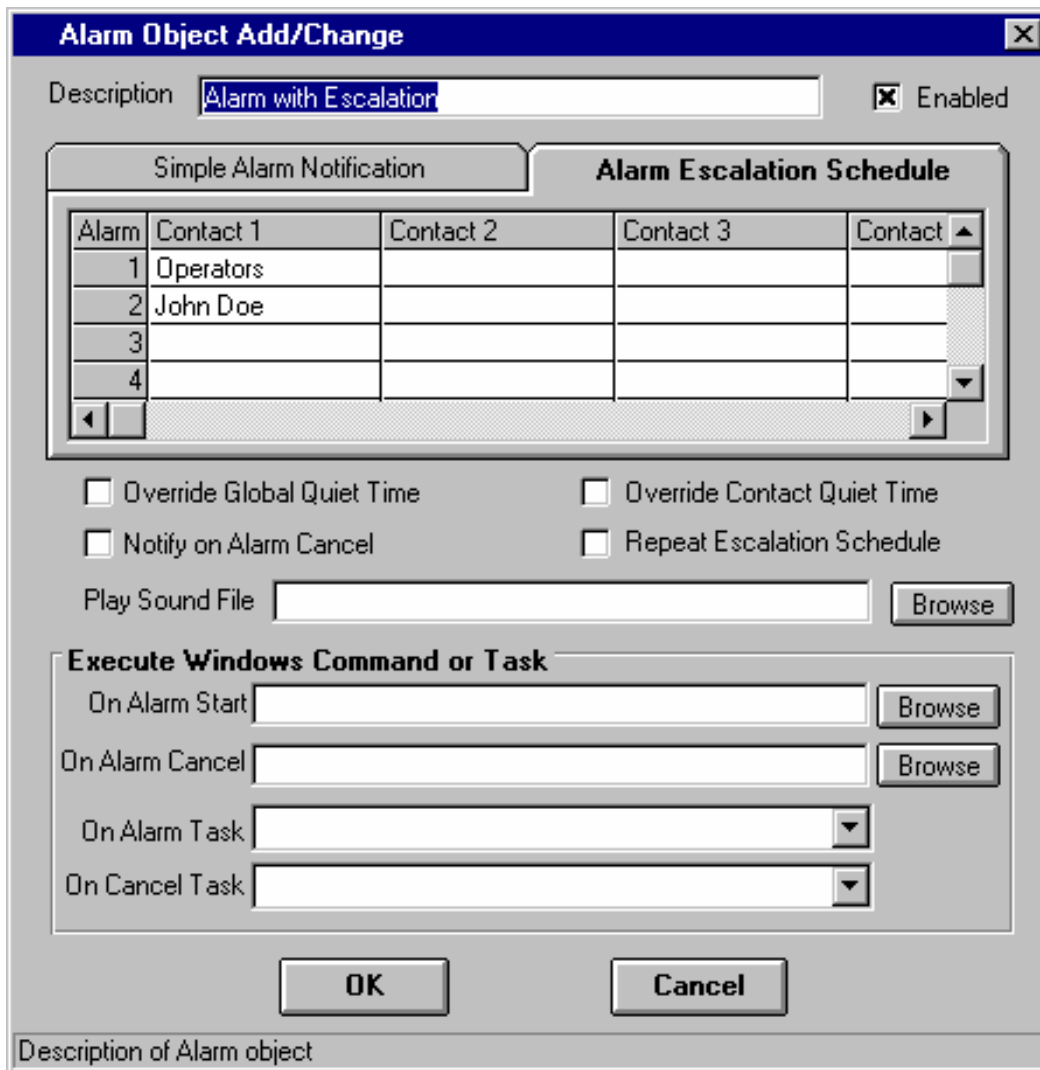 Alarm Object Add/Change
Description Alarm with Escalation Enabled
Simple Alarm Notification Alarm Escalation Schedule
Alarm Contact 1 Contact 2 Contact 3 Contact
1 Operators
2 John Doe
3
4
Override Global Quiet Time Override Contact Quiet Time
Notify on Alarm Cancel Repeat Escalation Schedule
Play Sound File Browse
Execute Windows Command or Task
On Alarm Start Browse
On Alarm Cancel Browse
On Alarm Task
On Cancel Task
OK Cancel
Description of Alarm object